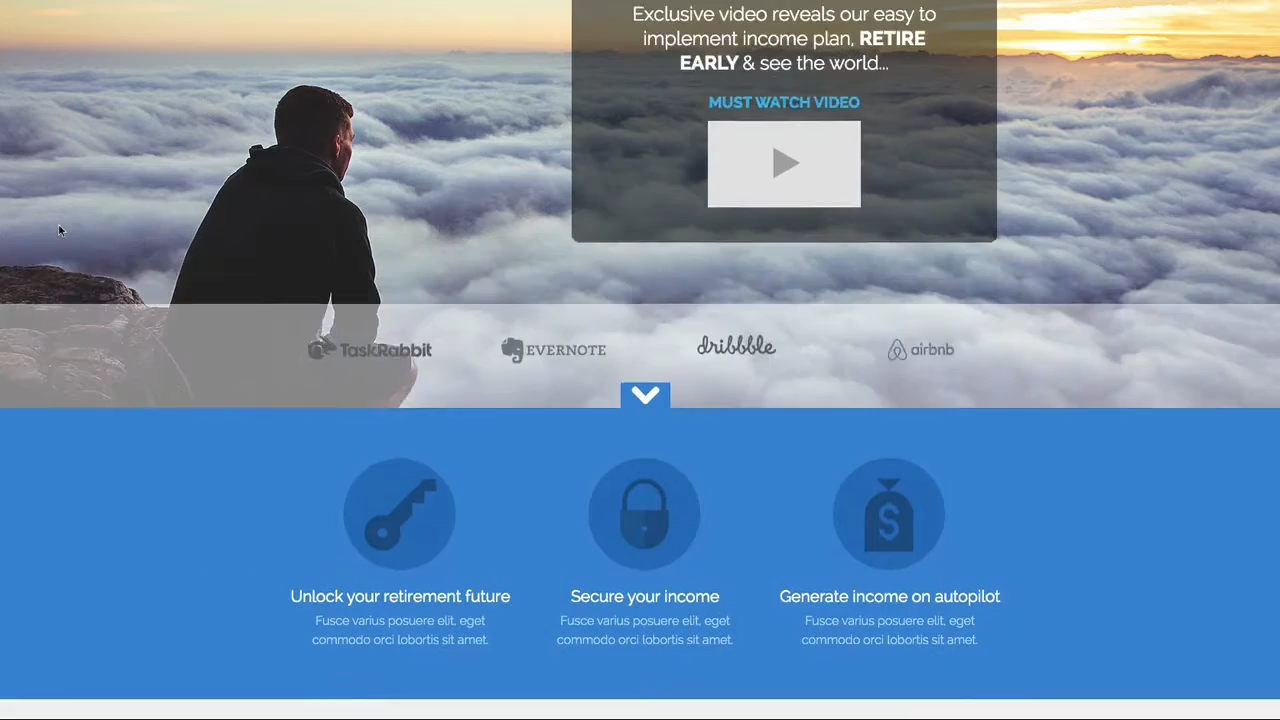 Exclusive video reveals our easy to
implement income plan, RETIRE
EARLY & see the world...
MUST WATCH VIDEO
TaskRabbit
EVERNOTE
dribbble
airbnb
Unlock your retirement future
Fusce varius posuere elit, eget
commodo orci lobortis sit amet.
Secure your income
Fusce varius posuere elit, eget
commodo orci lobortis sit amet.
Generate income on autopilot
Fusce varius posuere elit, eget
commodo orci lobortis sit amet.